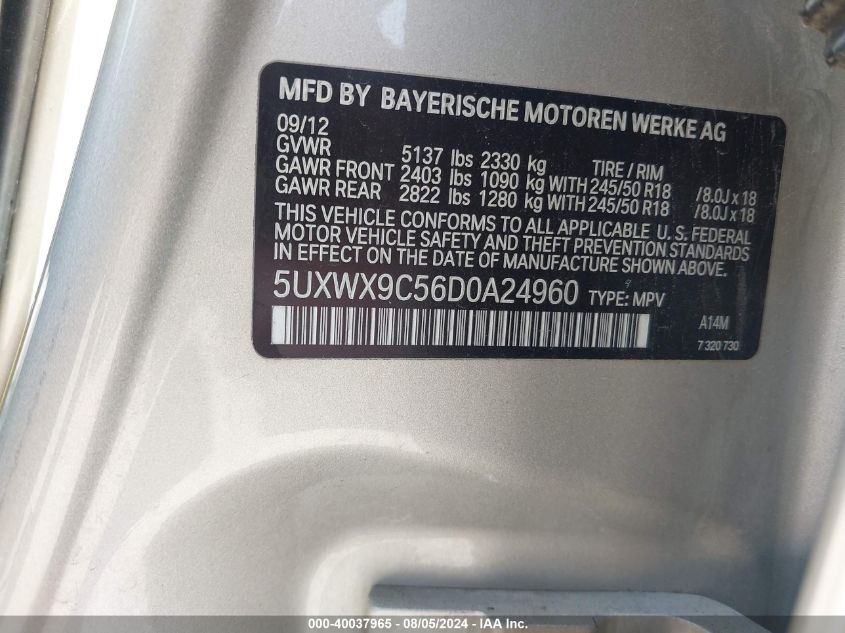 MFD BY BAYERISCHE MOTOREN WERKE AG
09/12
GVWR 5137 lbs 2330 kg TIRE / RIM
GAWR FRONT 2403 lbs 1090 kg WITH 245/50 R18 /8.0J x 18
GAWR REAR 2822 lbs 1280 kg WITH 245/50 R18 /8.0J x 18
THIS VEHICLE CONFORMS TO ALL APPLICABLE U. S. FEDERAL
MOTOR VEHICLE SAFETY AND THEFT PREVENTION STANDARDS
IN EFFECT ON THE DATE OF MANUFACTURE SHOWN ABOVE.
5UXWX9C56D0A24960 TYPE: MPV
A14M
7 320 730
000-40037965 - 08/05/2024 - IAA Inc.